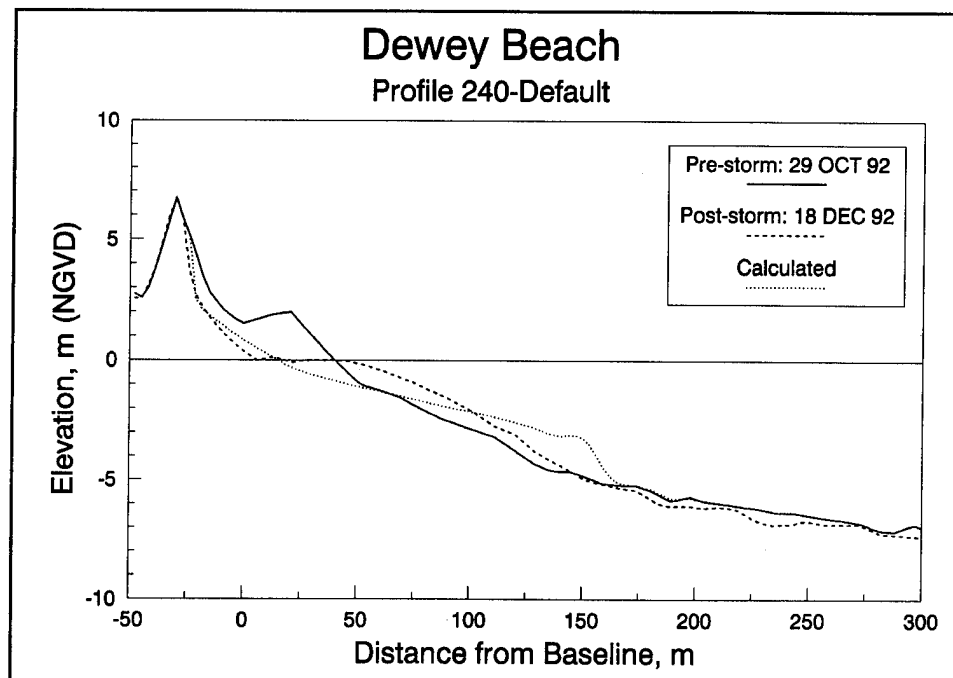 Dewey Beach
Profile 240-Default
10
5
0
-5
-10
Elevation, m (NGVD)
Pre-storm: 29 OCT 92
Post-storm: 18 DEC 92
Calculated
-50
0
50
100
150
200
250
300
Distance from Baseline, m